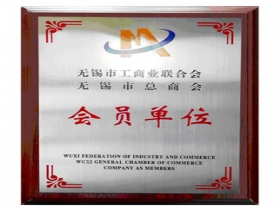 无锡市工商业联合会
无锡市总商会
会员单位
WUXI FEDERATION OF INDUSTRY AND COMMERCE
WUXI GENERAL CHAMBER OF COMMERCE
COMPANY AS MEMBERS